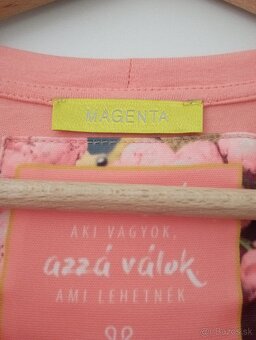 MAGENTA
AKI VAGYOK,
azzá válok
AMI LEHETNÉK